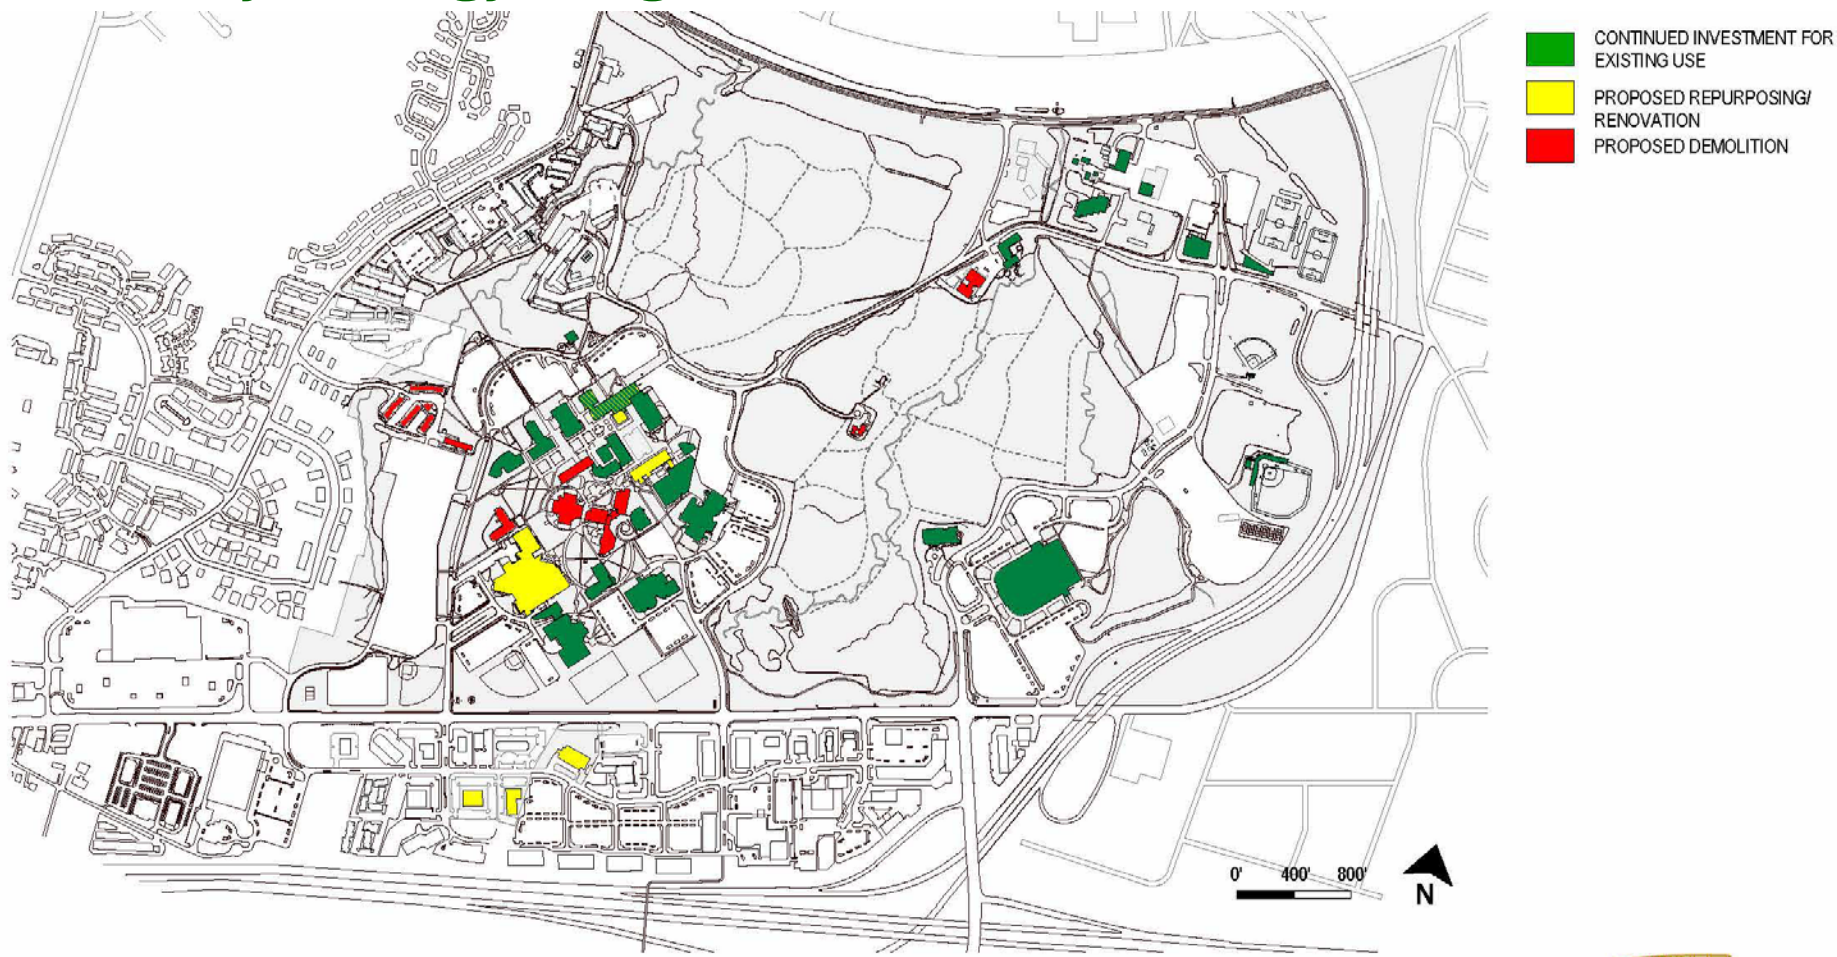 CONTINUED INVESTMENT FOR
EXISTING USE
PROPOSED REPURPOSING/
RENOVATION
PROPOSED DEMOLITION
0' 400' 800'
N